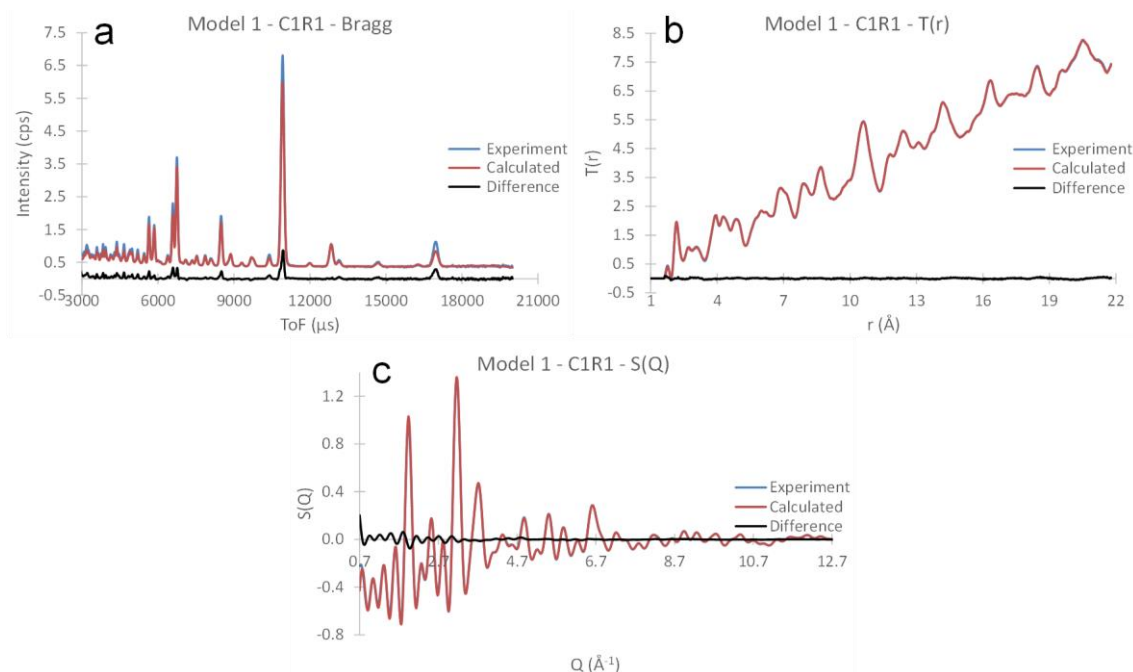 a
Model 1 - C1R1 - Bragg
7.5
6.5
5.5
4.5
3.5
2.5
1.5
0.5
-0.5
Intensity (cps)
Experiment
Calculated
Difference
3000 6000 9000 12000 15000 18000 21000
ToF (μs)
b
Model 1 - C1R1 - T(r)
8.5
7.5
6.5
5.5
4.5
3.5
2.5
1.5
0.5
-0.5
T(r)
Experiment
Calculated
Difference
1 4 7 10 13 16 19 22
r (Å)
c
Model 1 - C1R1 - S(Q)
1.2
0.8
0.4
0.0
-0.4
-0.8
S(Q)
Experiment
Calculated
Difference
0.7 2.7 4.7 6.7 8.7 10.7 12.7
Q (Å-1)